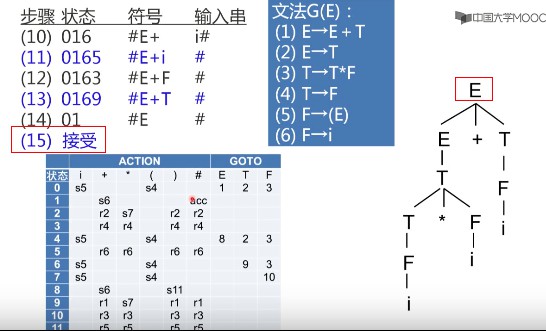 步骤 状态 符号 输入串
(10) 016 #E+ i#
(11) 0165 #E+i #
(12) 0163 #E+F #
(13) 0169 #E+T #
(14) 01 #E #
(15) 接受
文法G(E)：
(1) E→E＋T
(2) E→T
(3) T→T*F
(4) T→F
(5) F→(E)
(6) F→i
中国大学MOOC
E
E + T
T F
T * F i
F i
i
ACTION GOTO
状态 i + * ( ) # E T F
0 s5 s4 1 2 3
1 s6 acc
2 r2 s7 r2 r2
3 r4 r4 r4 r4
4 s5 s4 8 2 3
5 r6 r6 r6 r6
6 s5 s4 9 3
7 s5 s4 10
8 s6 s11
9 r1 s7 r1 r1
10 r3 r3 r3 r3
11 r5 r5 r5 r5